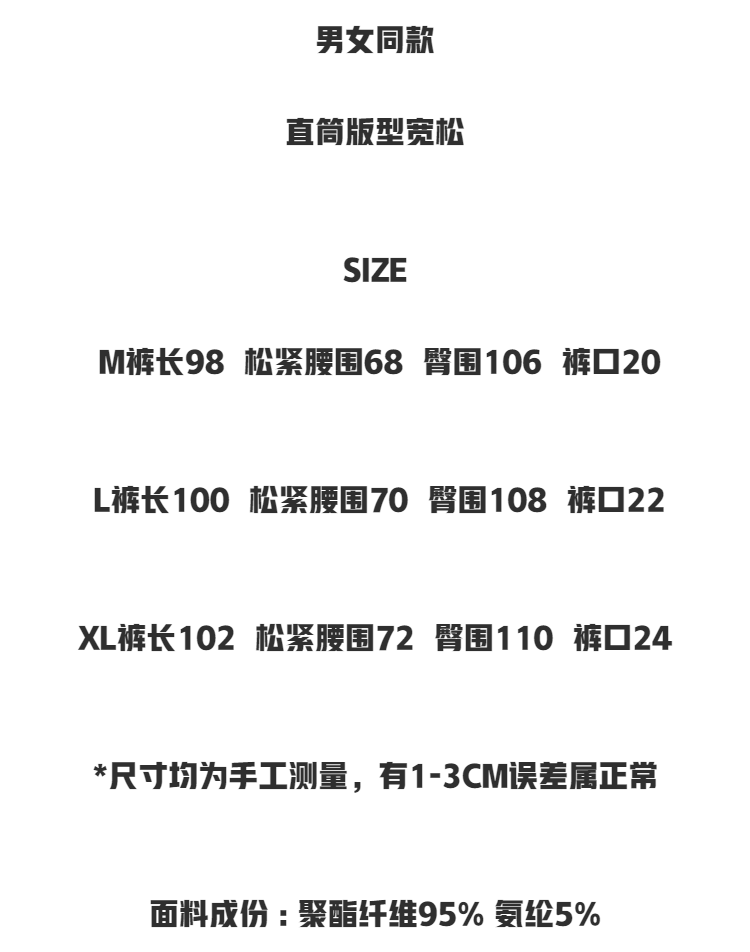 男女同款
直筒版型宽松
SIZE
M裤长98 松紧腰围68 臀围106 裤口20
L裤长100 松紧腰围70 臀围108 裤口22
XL裤长102 松紧腰围72 臀围110 裤口24
*尺寸均为手工测量，有1-3CM误差属正常
面料成份：聚酯纤维95% 氨纶5%